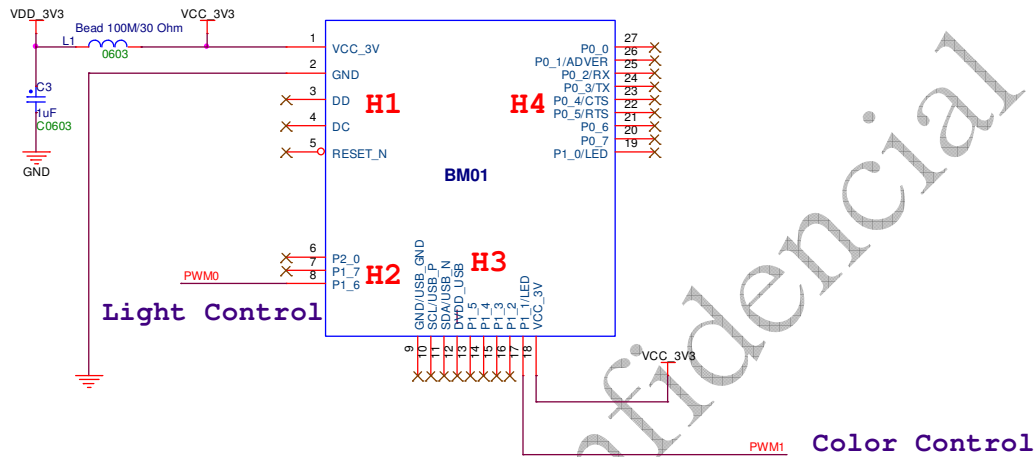 VDD_3V3
Bead 100M/30 Ohm
VCC_3V3
L1
0603
C3
1uF
C0603
GND
1 VCC_3V
2 GND
3 DD
4 DC
5 RESET_N
H1
H4
27 P0_0
26 P0_1/ADVER
25 P0_2/RX
24 P0_3/TX
23 P0_4/CTS
22 P0_5/RTS
21 P0_6
20 P0_7
19 P1_0/LED
BM01
6 P2_0
7 P1_7
8 P1_6
PWM0
H2
H3
Light Control
9 GND/USB_GND
10 SCL/USB_P
11 SDA/USB_N
12 DVDD_USB
13 P1_5
14 P1_4
15 P1_3
16 P1_2
17 P1_1/LED
18 VCC_3V
VCC_3V3
PWM1
Color Control
nfidencial